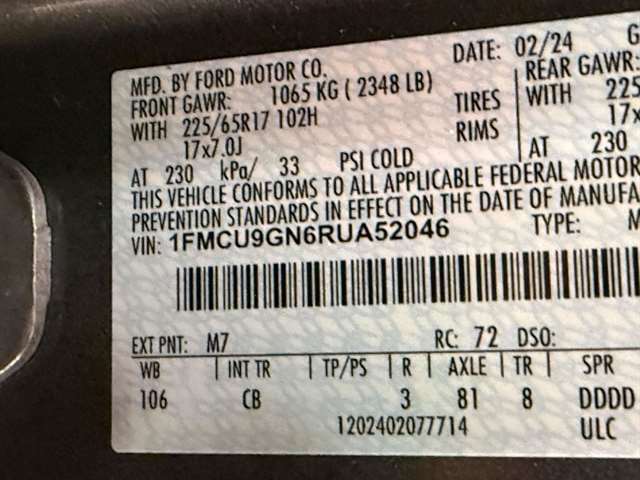 DATE: 02/24 G
MFD. BY FORD MOTOR CO.
FRONT GAWR: 1065 KG ( 2348 LB) REAR GAWR:
WITH 225/65R17 102H TIRES WITH 225
17x7.0J RIMS 17x
AT 230 kPa/ 33 PSI COLD AT 230
THIS VEHICLE CONFORMS TO ALL APPLICABLE FEDERAL MOTOR
PREVENTION STANDARDS IN EFFECT ON THE DATE OF MANUFA
VIN: 1FMCU9GN6RUA52046 TYPE: M
EXT PNT: M7 RC: 72 DSO:
WB | INT TR | TP/PS | R | AXLE | TR | SPR
106 CB 3 81 8 DDDD
1202402077714 ULC